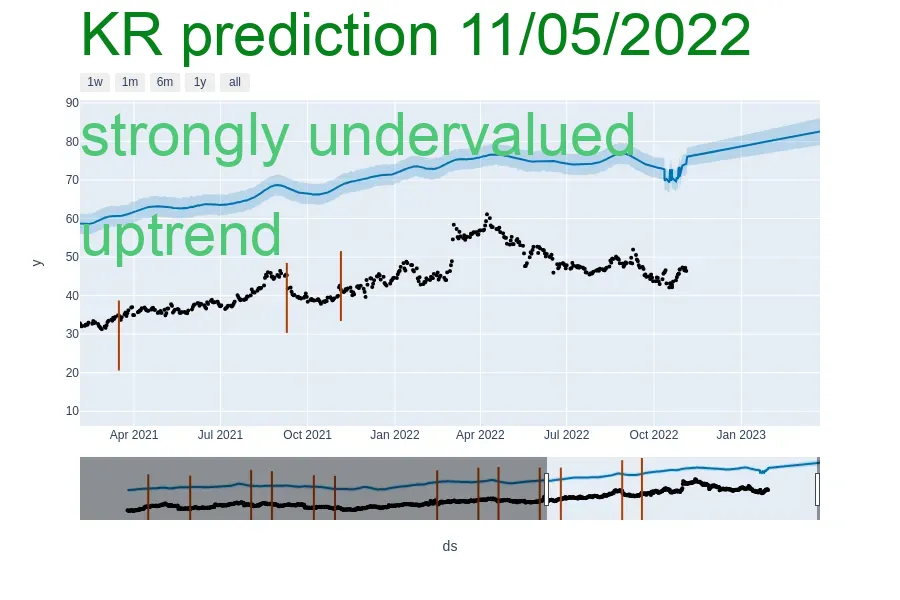 KR prediction 11/05/2022
1w 1m 6m 1y all
90
strongly undervalued
80
70
60
uptrend
50
y
40
30
20
10
Apr 2021 Jul 2021 Oct 2021 Jan 2022 Apr 2022 Jul 2022 Oct 2022 Jan 2023
ds